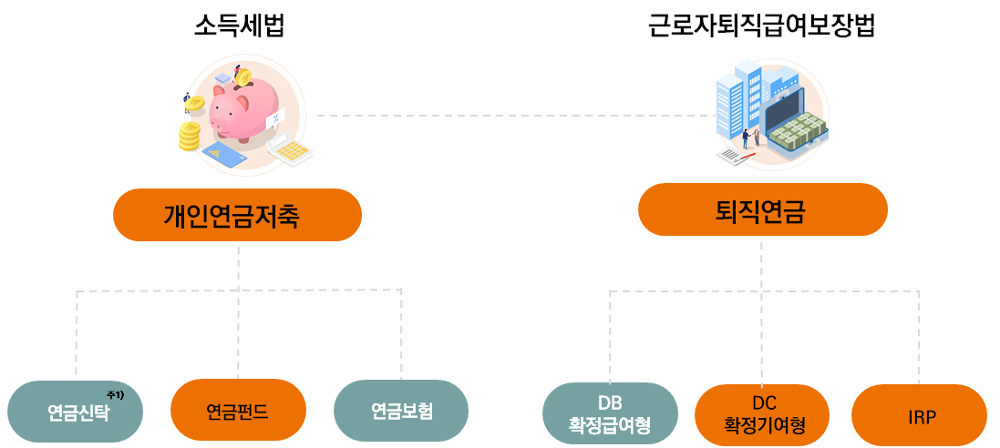 소득세법
근로자퇴직급여보장법
%
개인연금저축
퇴직연금
연금신탁 주1)
연금펀드
연금보험
DB
확정급여형
DC
확정기여형
IRP